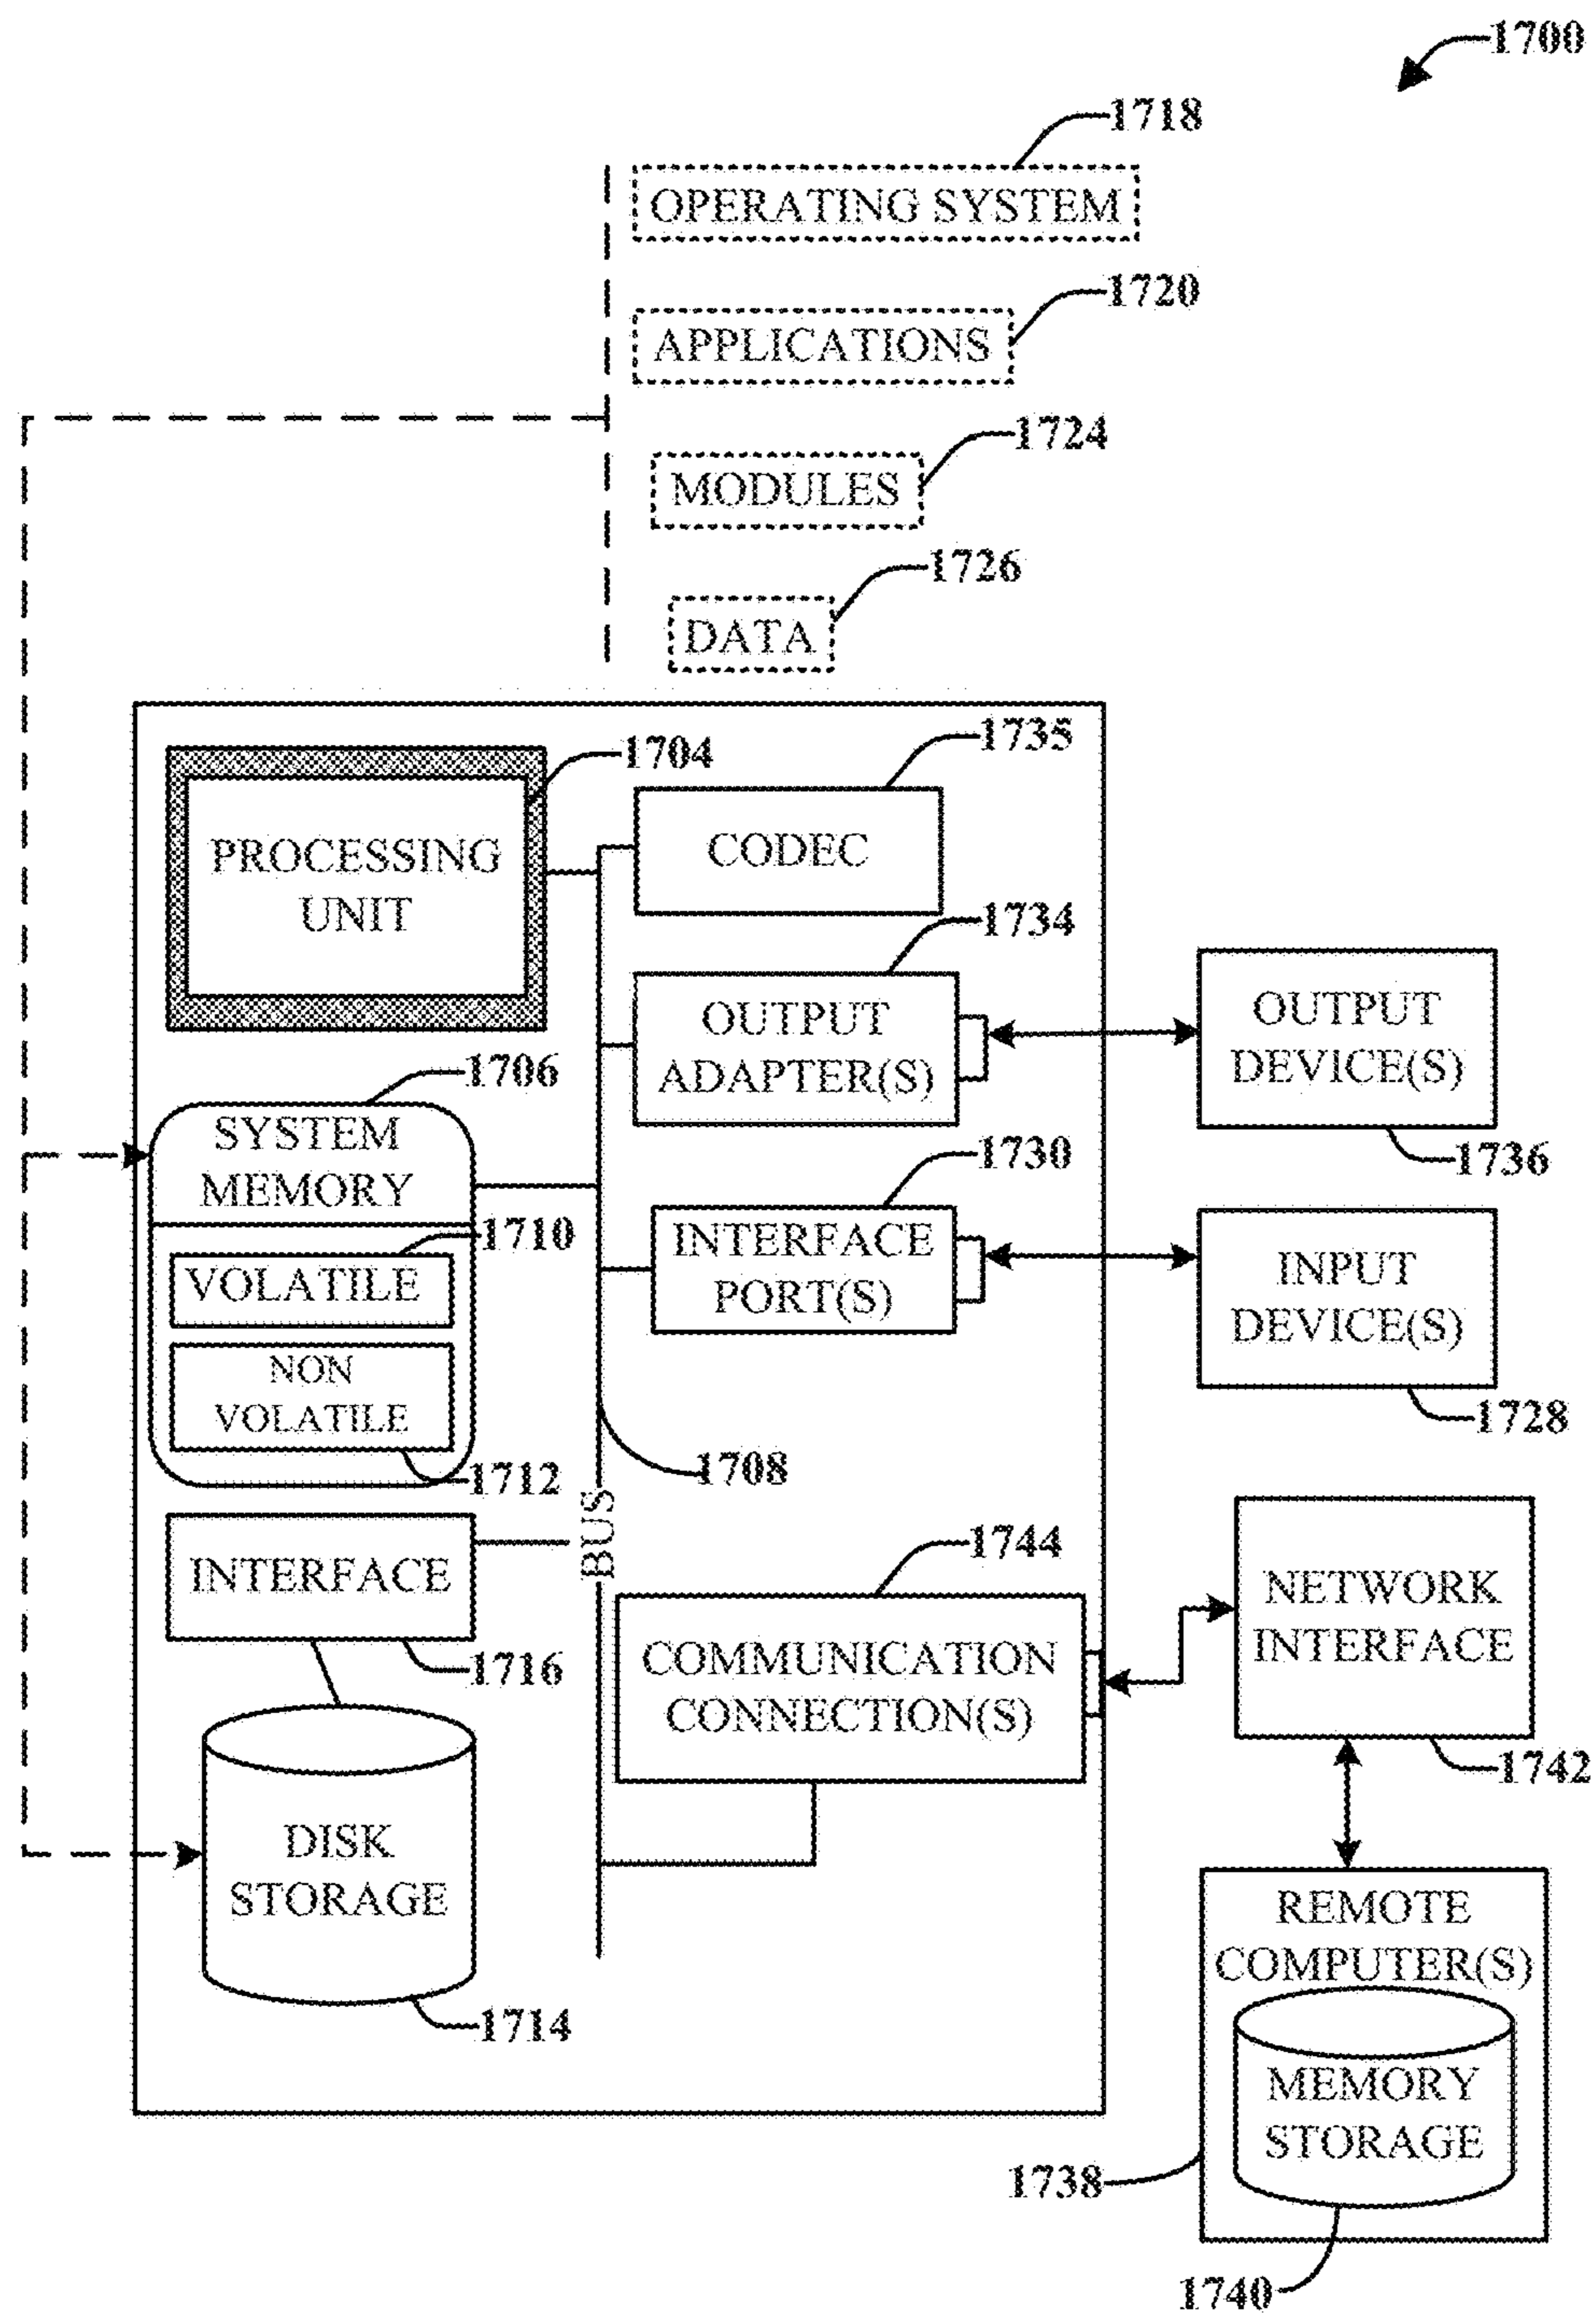 1700
1718
OPERATING SYSTEM
1720
APPLICATIONS
1724
MODULES
1726
DATA
1704
PROCESSING
UNIT
1735
CODEC
1734
OUTPUT
ADAPTER(S)
OUTPUT
DEVICE(S)
1736
1706
SYSTEM
MEMORY
1710
VOLATILE
NON
VOLATILE
1712
1730
INTERFACE
PORT(S)
INPUT
DEVICE(S)
1728
1708
BUS
INTERFACE
1716
1744
COMMUNICATION
CONNECTION(S)
NETWORK
INTERFACE
1742
DISK
STORAGE
1714
REMOTE
COMPUTER(S)
MEMORY
STORAGE
1738
1740